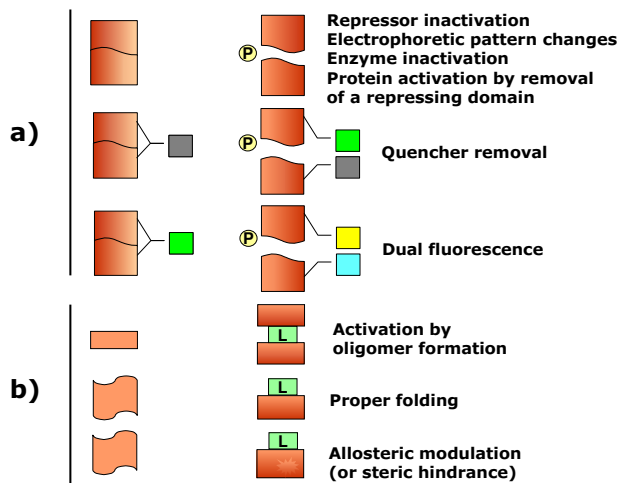 a)
P
Repressor inactivation
Electrophoretic pattern changes
Enzyme inactivation
Protein activation by removal
of a repressing domain
P
Quencher removal
P
Dual fluorescence
b)
L
Activation by
oligomer formation
L
Proper folding
L
Allosteric modulation
(or steric hindrance)